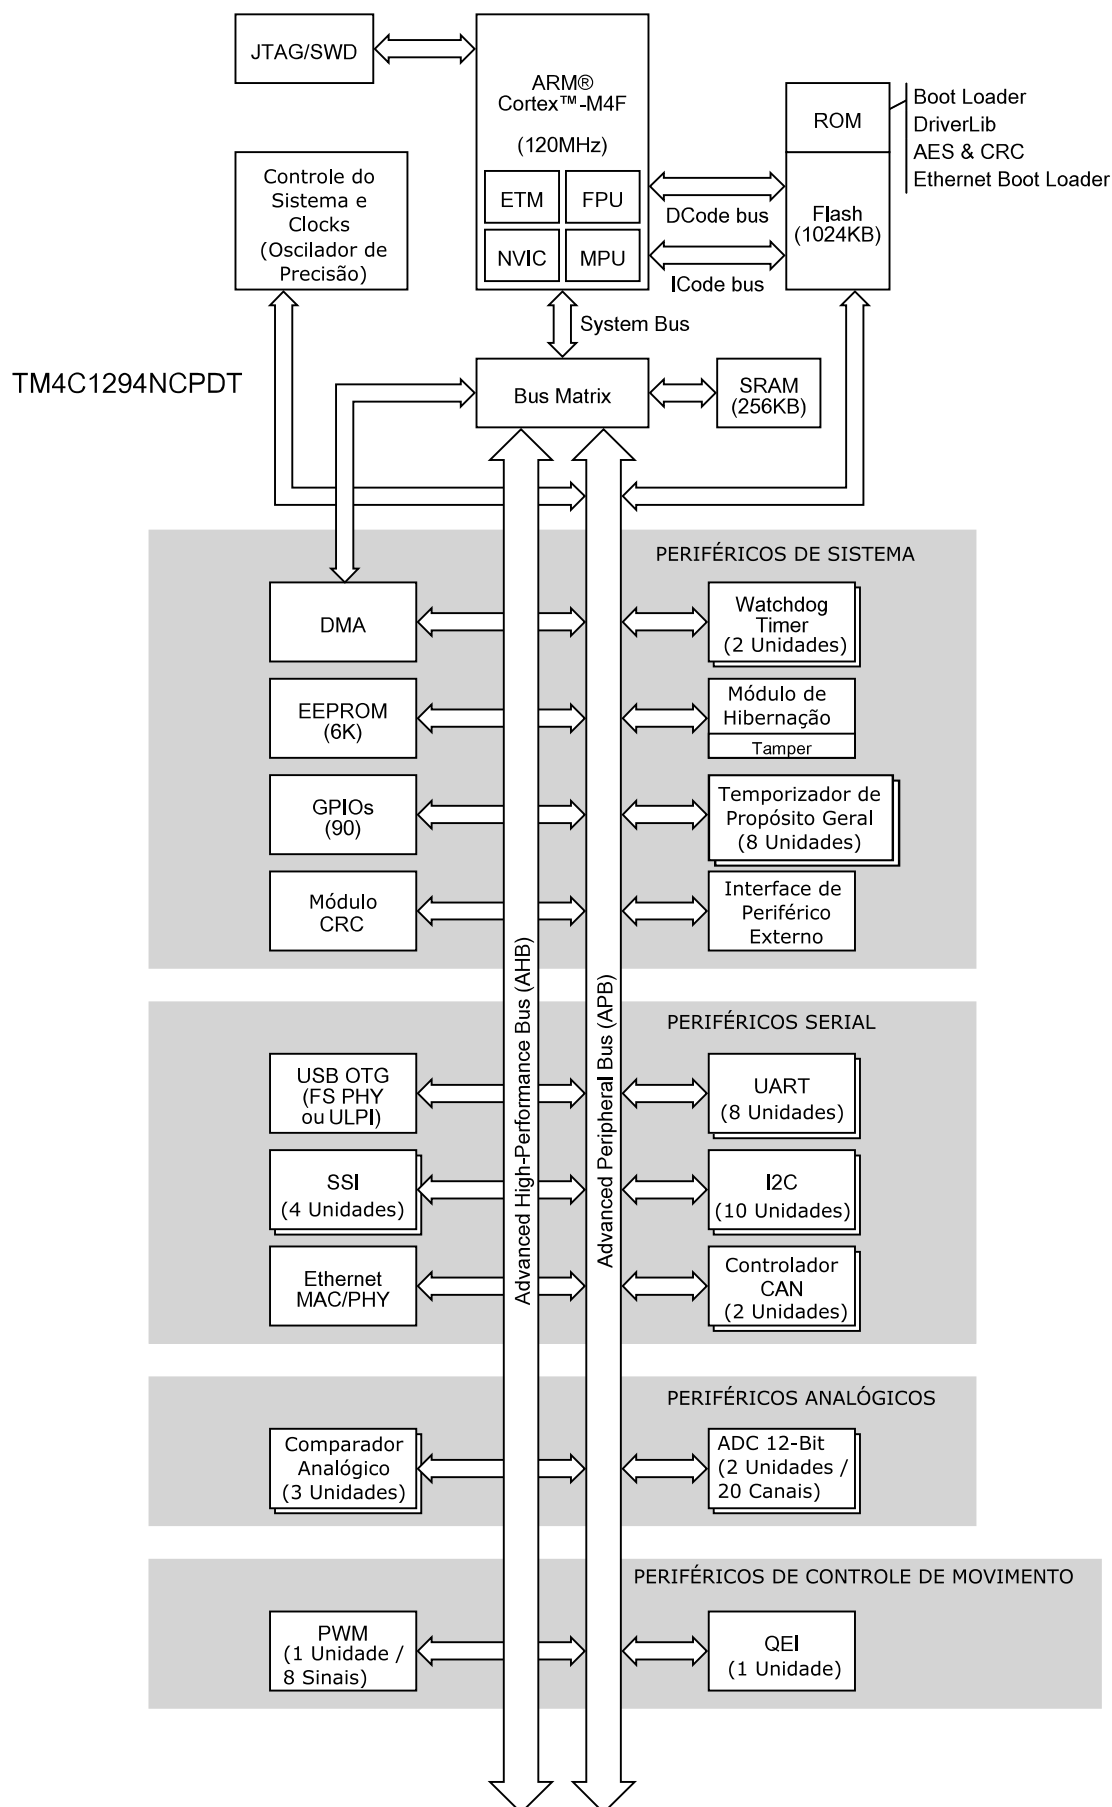 JTAG/SWD
ARM®
Cortex™-M4F
(120MHz)
ETM
FPU
NVIC
MPU
ROM
Flash
(1024KB)
Boot Loader
DriverLib
AES & CRC
Ethernet Boot Loader
Controle do
Sistema e
Clocks
(Oscilador de
Precisão)
DCode bus
ICode bus
System Bus
TM4C1294NCPDT
Bus Matrix
SRAM
(256KB)
PERIFÉRICOS DE SISTEMA
DMA
Watchdog
Timer
(2 Unidades)
EEPROM
(6K)
Módulo de
Hibernação
Tamper
GPIOs
(90)
Temporizador de
Propósito Geral
(8 Unidades)
Módulo
CRC
Interface de
Periférico
Externo
Advanced High-Performance Bus (AHB)
Advanced Peripheral Bus (APB)
PERIFÉRICOS SERIAL
USB OTG
(FS PHY
ou ULPI)
UART
(8 Unidades)
SSI
(4 Unidades)
I2C
(10 Unidades)
Ethernet
MAC/PHY
Controlador
CAN
(2 Unidades)
PERIFÉRICOS ANALÓGICOS
Comparador
Analógico
(3 Unidades)
ADC 12-Bit
(2 Unidades /
20 Canais)
PERIFÉRICOS DE CONTROLE DE MOVIMENTO
PWM
(1 Unidade /
8 Sinais)
QEI
(1 Unidade)